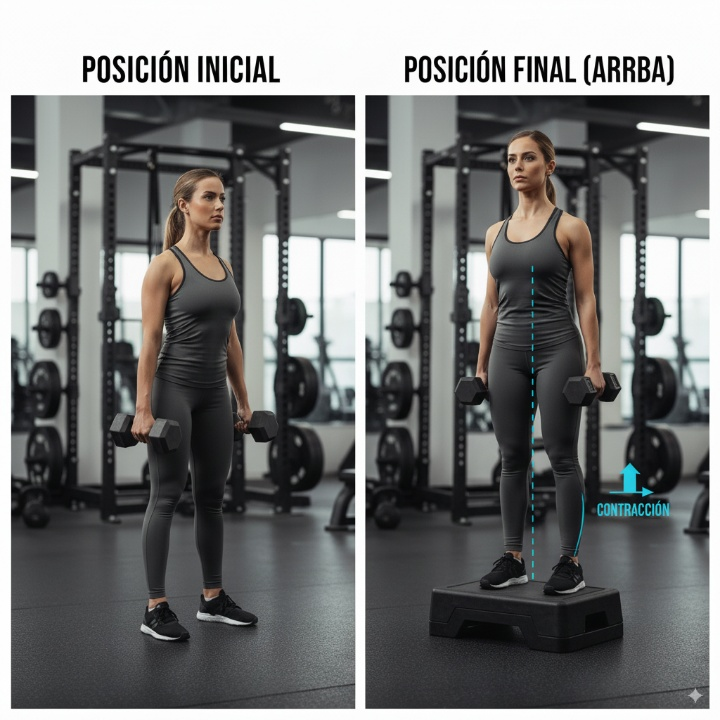 POSICIÓN INICIAL
POSICIÓN FINAL (ARRBA)
CONTRACCIÓN